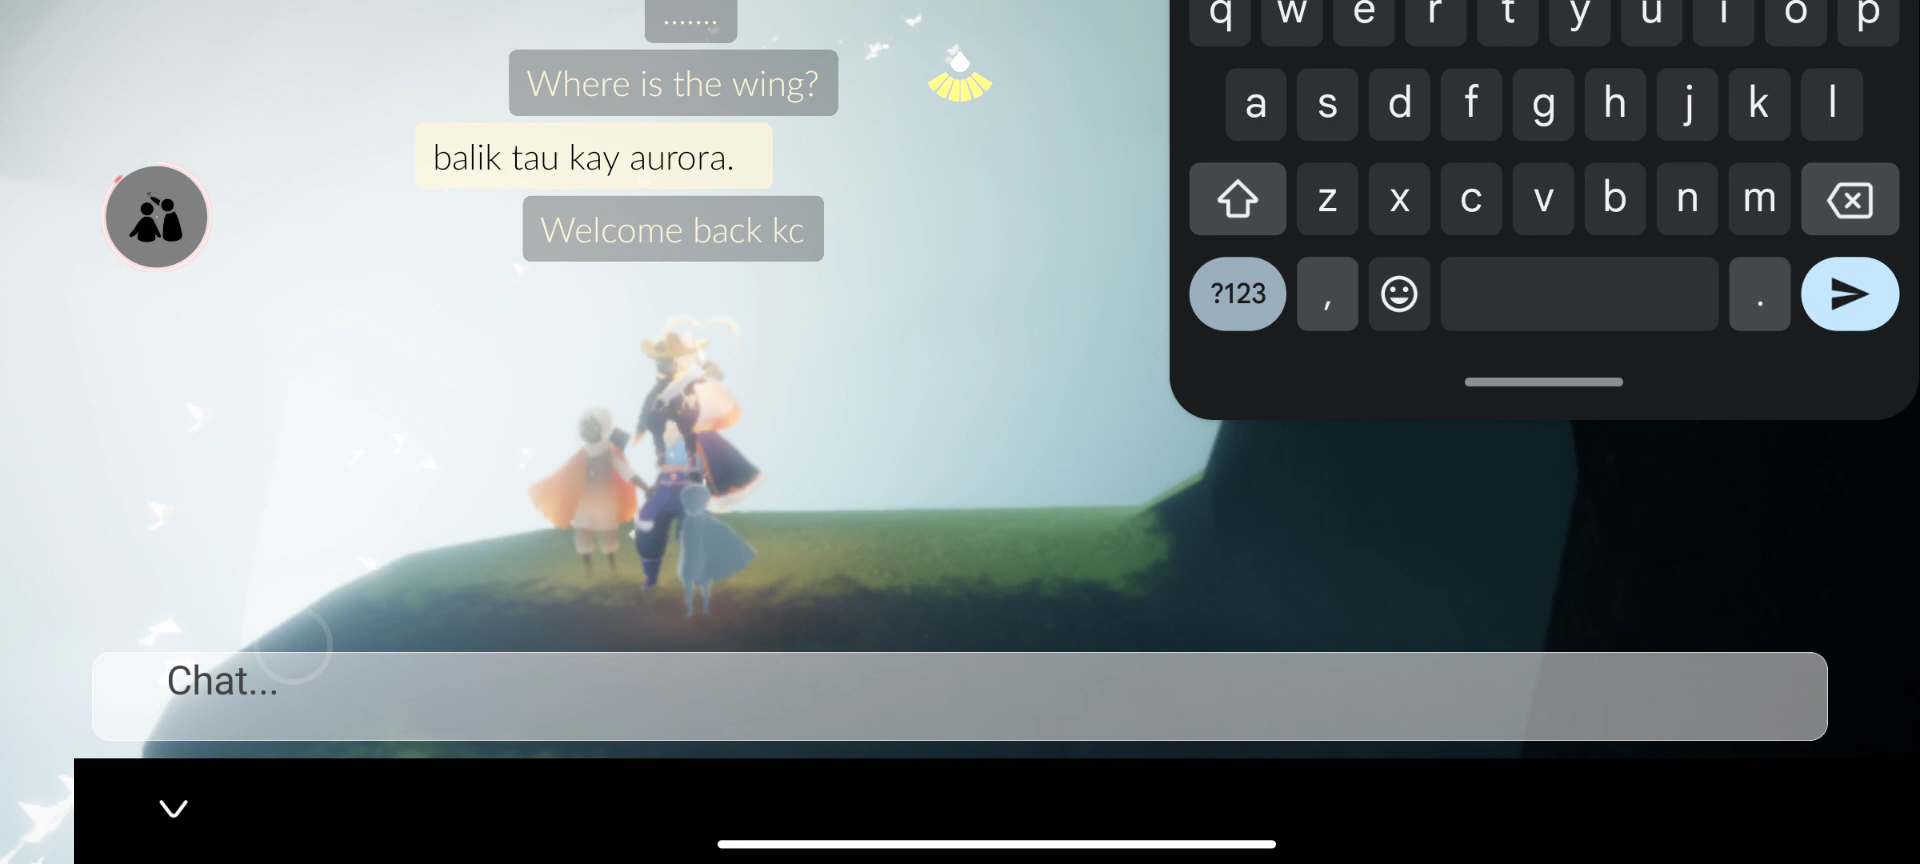 .......
Where is the wing?
balik tau kay aurora.
Welcome back kc
Chat...
q w e r t y u i o p
a s d f g h j k l
z x c v b n m
?123 , .